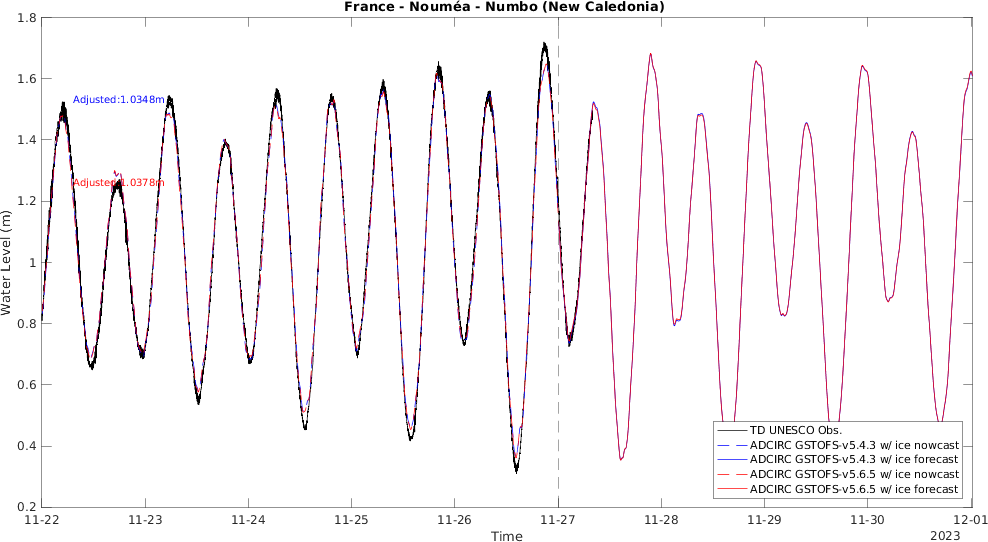 France - Nouméa - Numbo (New Caledonia)
Water Level (m)
1.8
1.6
1.4
1.2
1
0.8
0.6
0.4
0.2
Adjusted:1.0348m
Adjusted:1.0378m
TD UNESCO Obs.
ADCIRC GSTOFS-v5.4.3 w/ ice nowcast
ADCIRC GSTOFS-v5.4.3 w/ ice forecast
ADCIRC GSTOFS-v5.6.5 w/ ice nowcast
ADCIRC GSTOFS-v5.6.5 w/ ice forecast
11-22 11-23 11-24 11-25 11-26 11-27 11-28 11-29 11-30 12-01
Time
2023